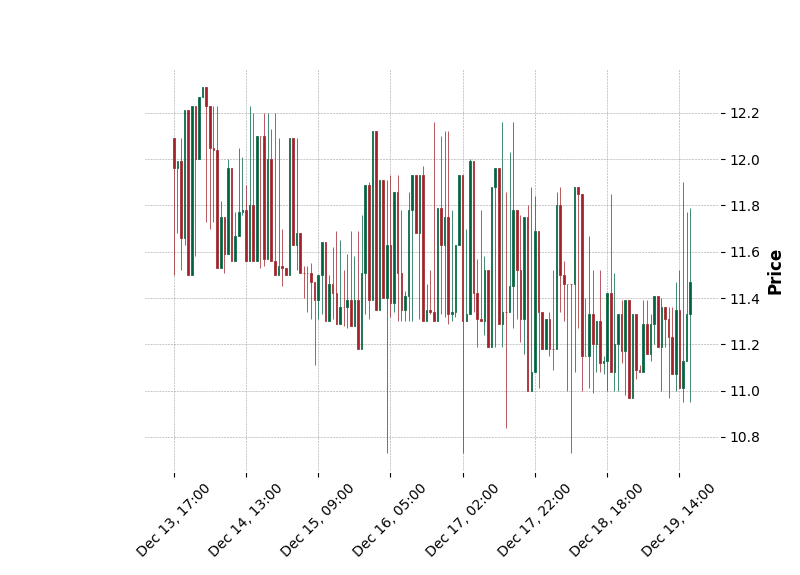 12.2
12.0
11.8
11.6
11.4
11.2
11.0
10.8
Price
Dec 13, 17:00
Dec 14, 13:00
Dec 15, 09:00
Dec 16, 05:00
Dec 17, 02:00
Dec 17, 22:00
Dec 18, 18:00
Dec 19, 14:00